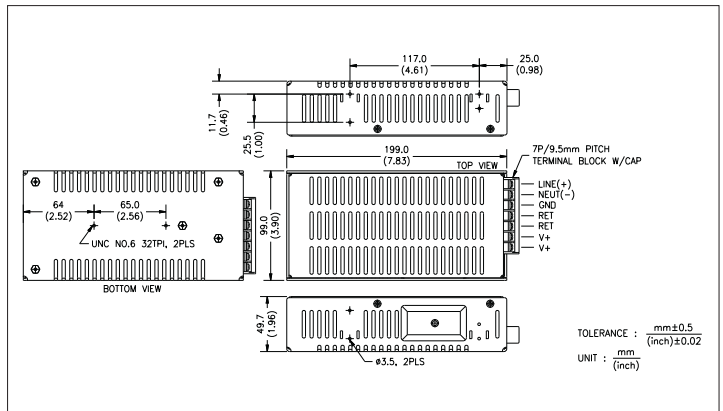 117.0
(4.61)
25.0
(0.98)
11.7
(0.46)
25.5
(1.00)
199.0
(7.83)
TOP VIEW
7P/9.5mm PITCH
TERMINAL BLOCK W/CAP
LINE(+)
NEUT(-)
GND
RET
RET
V+
V+
64
(2.52)
65.0
(2.56)
UNC NO.6 32TPI, 2PLS
BOTTOM VIEW
99.0
(3.90)
49.7
(1.96)
ø3.5, 2PLS
TOLERANCE : mm±0.5
(inch)±0.02
UNIT : mm
(inch)